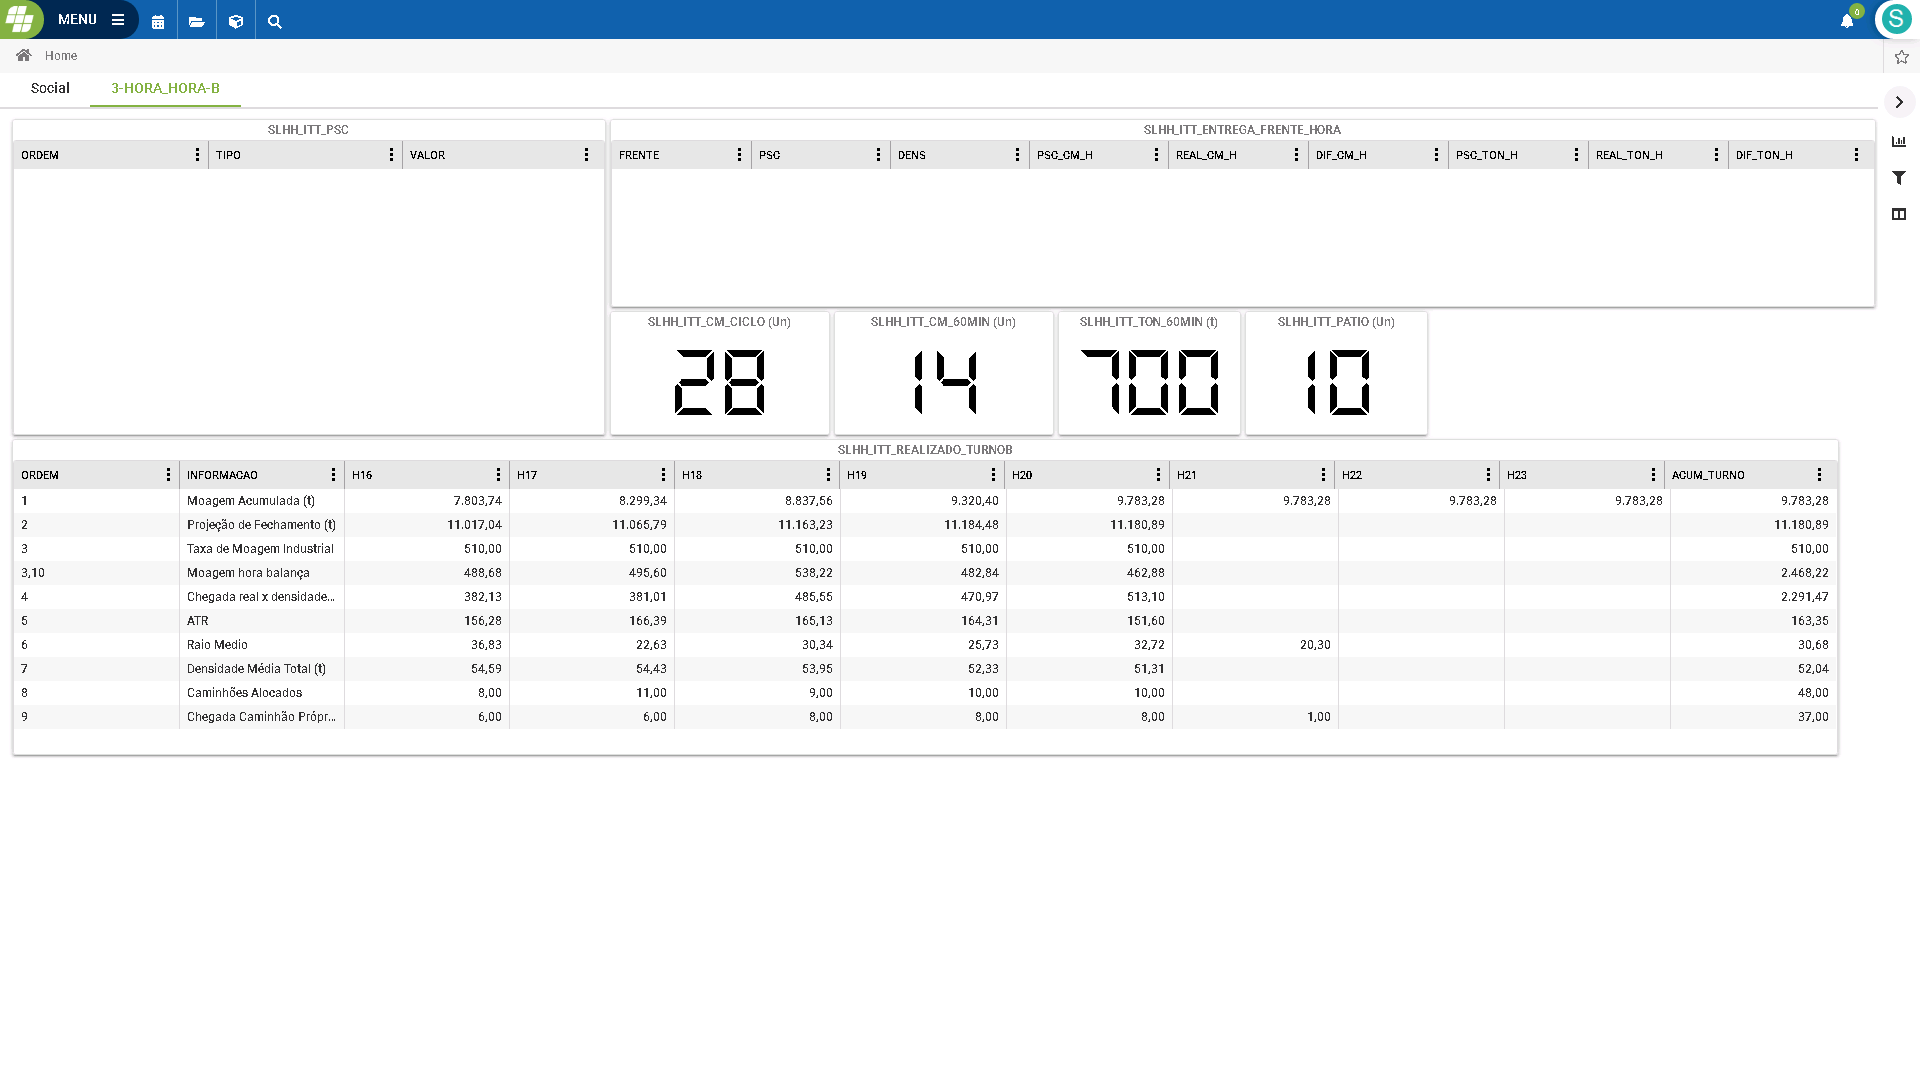 MENU
0
S
Home
Social 3-HORA_HORA-B
SLHH_ITT_PSC
ORDEM TIPO VALOR
SLHH_ITT_ENTREGA_FRENTE_HORA
FRENTE PSC DENS PSC_CM_H REAL_CM_H DIF_CM_H PSC_TON_H REAL_TON_H DIF_TON_H
SLHH_ITT_CM_CICLO (Un)
28
SLHH_ITT_CM_60MIN (Un)
14
SLHH_ITT_TON_60MIN (t)
700
SLHH_ITT_PATIO (Un)
10
SLHH_ITT_REALIZADO_TURNOB
ORDEM INFORMACAO H16 H17 H18 H19 H20 H21 H22 H23 ACUM_TURNO
1 Moagem Acumulada (t) 7.803,74 8.299,34 8.837,56 9.320,40 9.783,28 9.783,28 9.783,28 9.783,28 9.783,28
2 Projeção de Fechamento (t) 11.017,04 11.065,79 11.163,23 11.184,48 11.180,89 11.180,89
3 Taxa de Moagem Industrial 510,00 510,00 510,00 510,00 510,00 510,00
3,10 Moagem hora balança 488,68 495,60 538,22 482,84 462,88 2.468,22
4 Chegada real x densidade... 382,13 381,01 485,55 470,97 513,10 2.291,47
5 ATR 156,28 166,39 165,13 164,31 151,60 163,35
6 Raio Medio 36,83 22,63 30,34 25,73 32,72 20,30 30,68
7 Densidade Média Total (t) 54,59 54,43 53,95 52,33 51,31 52,04
8 Caminhões Alocados 8,00 11,00 9,00 10,00 10,00 48,00
9 Chegada Caminhão Própr... 6,00 6,00 8,00 8,00 8,00 1,00 37,00